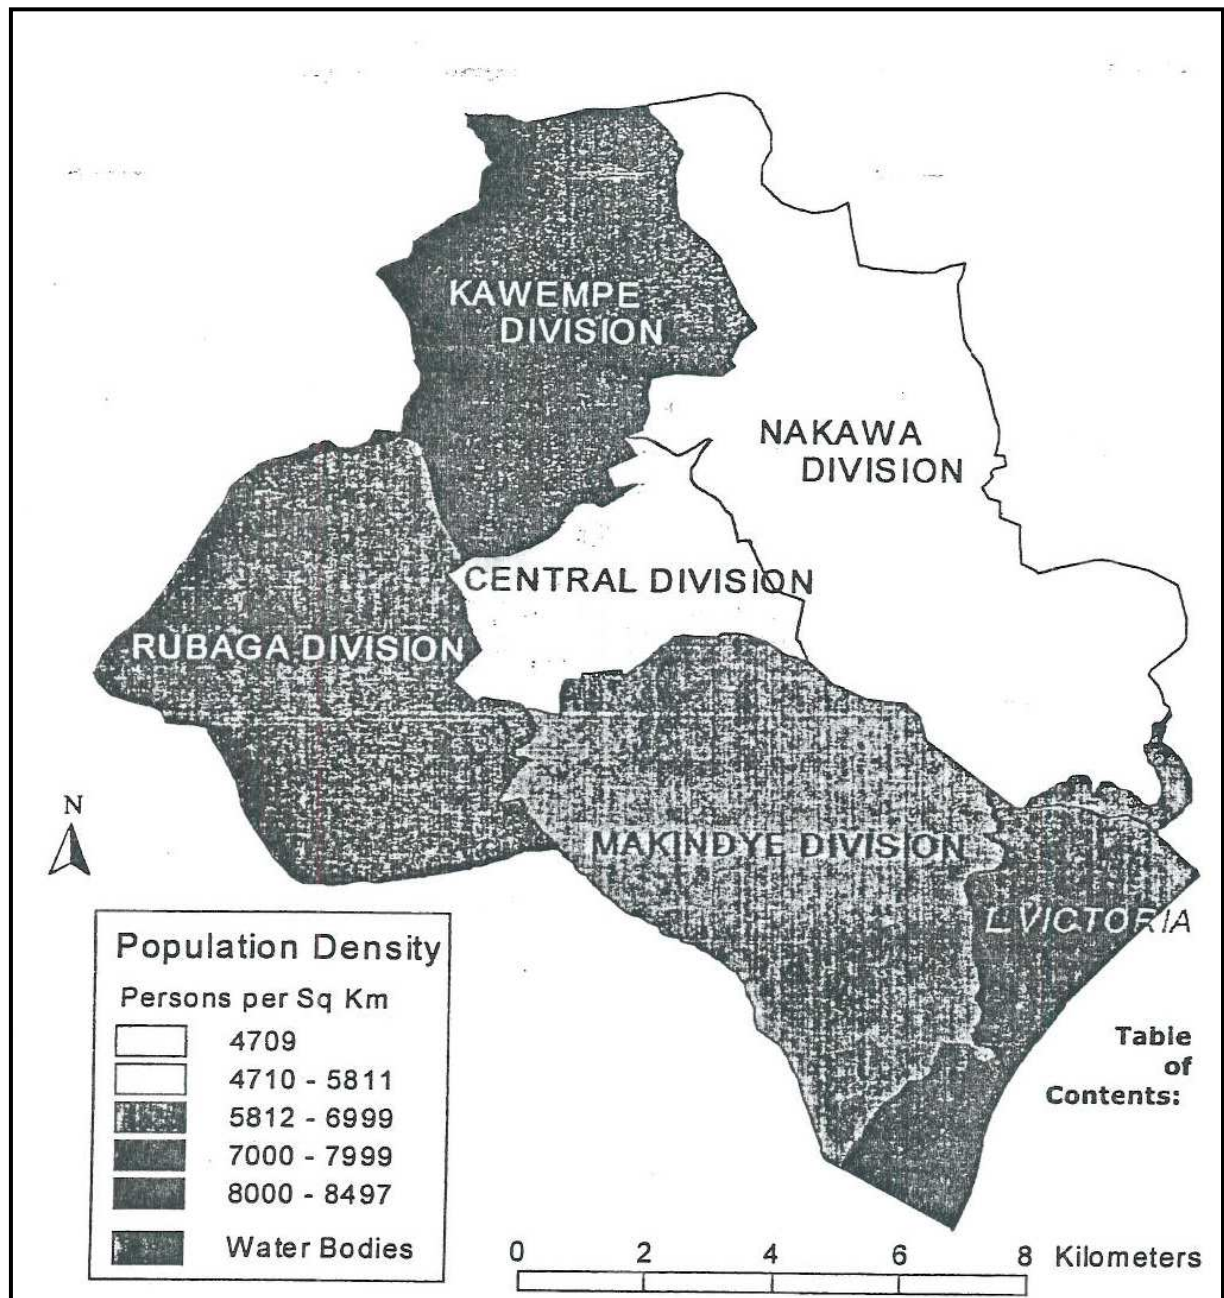 KAWEMPE
DIVISION
NAKAWA
DIVISION
CENTRAL DIVISION
RUBAGA DIVISION
N
MAKINDYE DIVISION
L.VICTORIA
Population Density
Persons per Sq Km
4709
4710 - 5811
5812 - 6999
7000 - 7999
8000 - 8497
Water Bodies
Table
of
Contents:
0 2 4 6 8 Kilometers